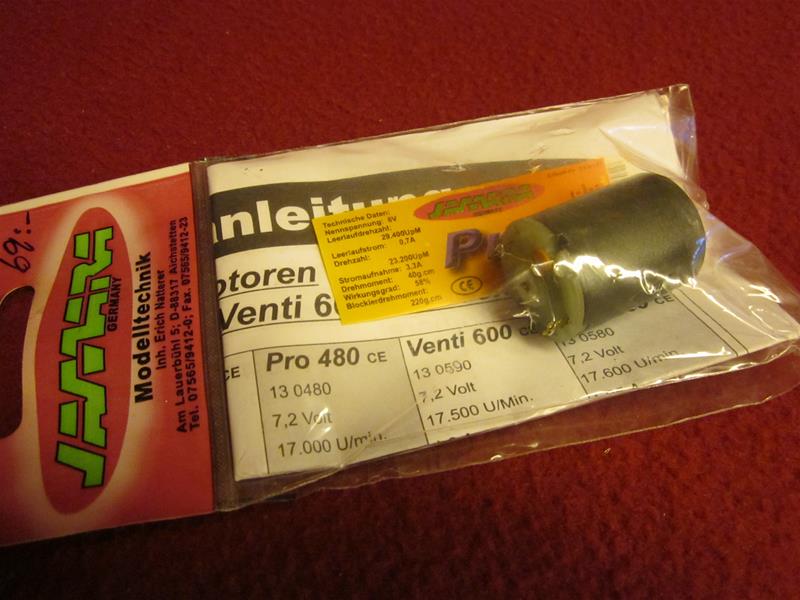 69:-
JAMARA
GERMANY
Modelltechnik
Inh. Erich Natterer
Am Lauerbühl 5; D-88317 Aichstetten
Tel. 07565/9412-0; Fax. 07565/9412-23
anleitung
otoren
Venti 60
Technische Daten:
Nennspannung: 6V
Leerlaufdrehzahl:
29.400UpM
Leerlaufstrom:
0,7A
Drehzahl:
23.200UpM
Stromaufnahme: 3,3A
Drehmoment: 40g.cm
Wirkungsgrad: 58%
Blockierdrehmoment:
220g.cm
JAMARA
CE
CE
Pro 480 CE
13 0480
7,2 Volt
17.000 U/min.
Venti 600 CE
13 0590
7,2 Volt
17.500 U/Min.
13 0580
7,2 Volt
17.600 U/min.